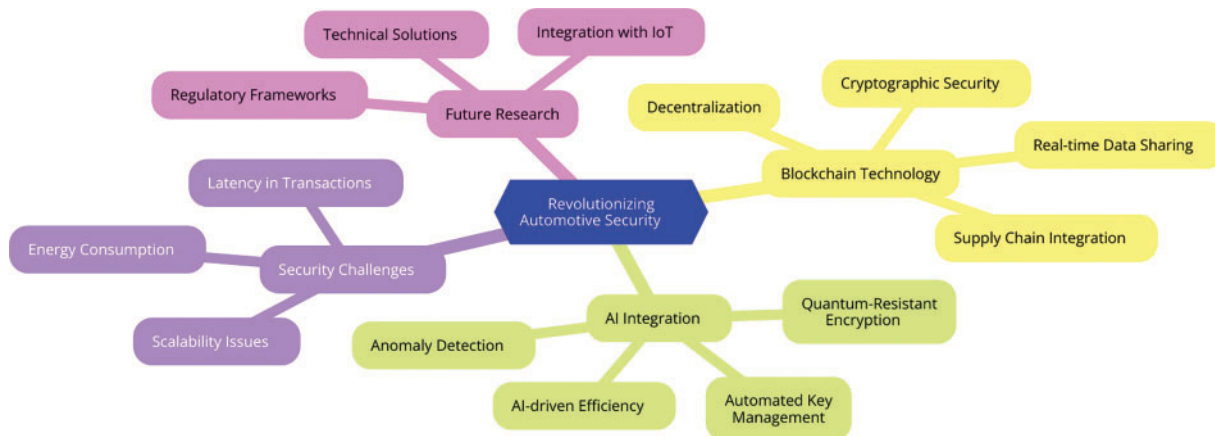 Technical Solutions
Integration with IoT
Regulatory Frameworks
Future Research
Cryptographic Security
Decentralization
Real-time Data Sharing
Blockchain Technology
Supply Chain Integration
Revolutionizing
Automotive Security
Latency in Transactions
Energy Consumption
Security Challenges
Scalability Issues
AI Integration
Quantum-Resistant
Encryption
Anomaly Detection
AI-driven Efficiency
Automated Key
Management